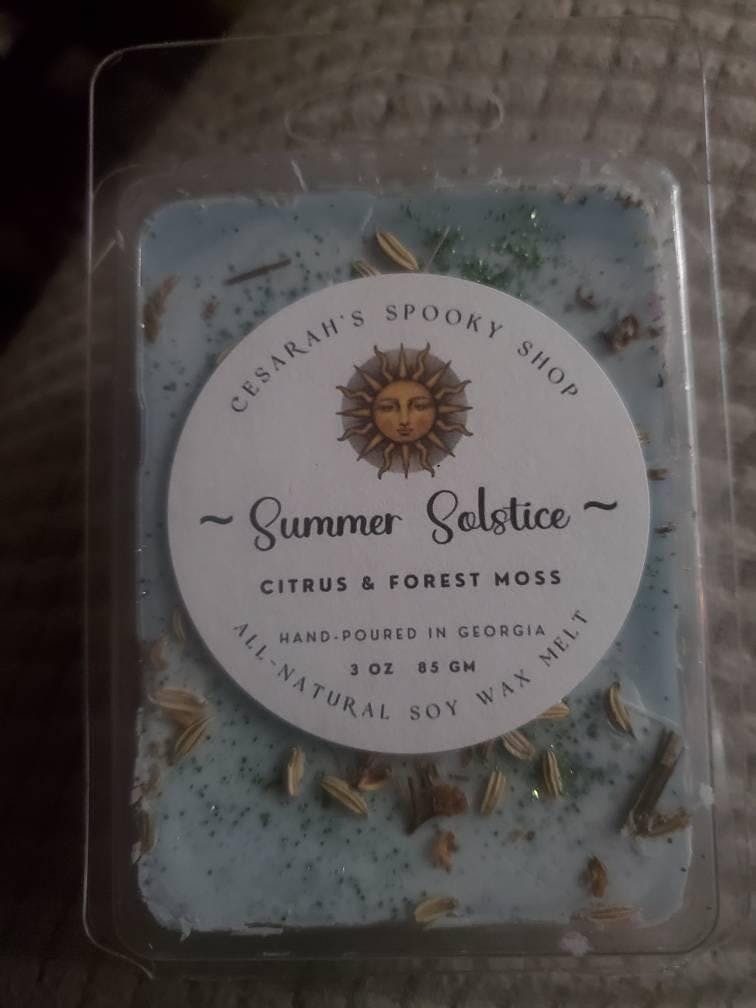 CESARAH'S SPOOKY SHOP
~ Summer Solstice ~
CITRUS & FOREST MOSS
HAND-POURED IN GEORGIA
3 OZ 85 GM
ALL-NATURAL SOY WAX MELT